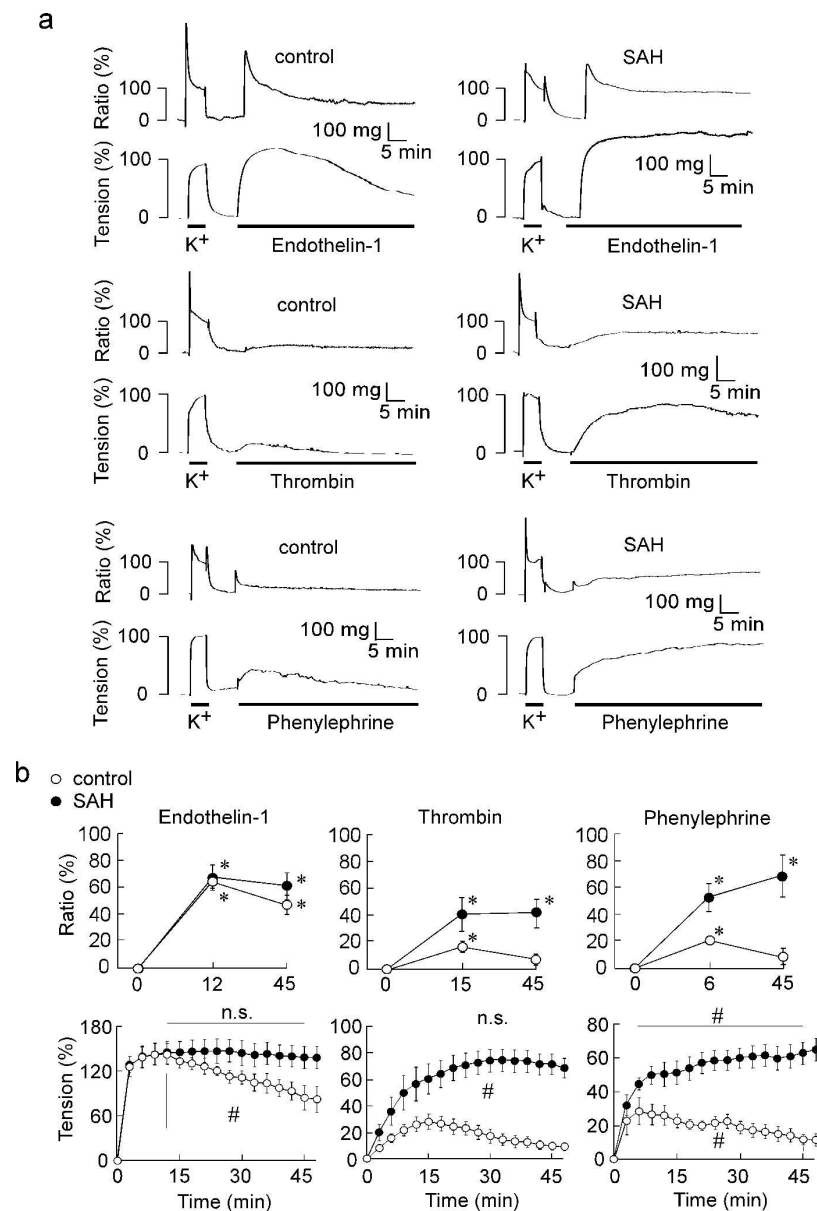 a
control
SAH
Ratio (%)
100
0
100
0
100 mg
5 min
100 mg
5 min
Tension (%)
100
0
100
0
K+
Endothelin-1
K+
Endothelin-1
control
SAH
Ratio (%)
100
0
100
0
100 mg
5 min
100 mg
5 min
Tension (%)
100
0
100
0
K+
Thrombin
K+
Thrombin
control
SAH
Ratio (%)
100
0
100
0
100 mg
5 min
100 mg
5 min
Tension (%)
100
0
100
0
K+
Phenylephrine
K+
Phenylephrine
b
control
SAH
Endothelin-1
Thrombin
Phenylephrine
Ratio (%)
100
80
60
40
20
0
* * * *
0 12 45
100
80
60
40
20
0
* * *
0 15 45
100
80
60
40
20
0
* * *
0 6 45
Tension (%)
180
120
60
0
n.s.
#
0 15 30 45
Time (min)
100
80
60
40
20
0
n.s.
#
0 15 30 45
Time (min)
80
60
40
20
0
#
#
0 15 30 45
Time (min)